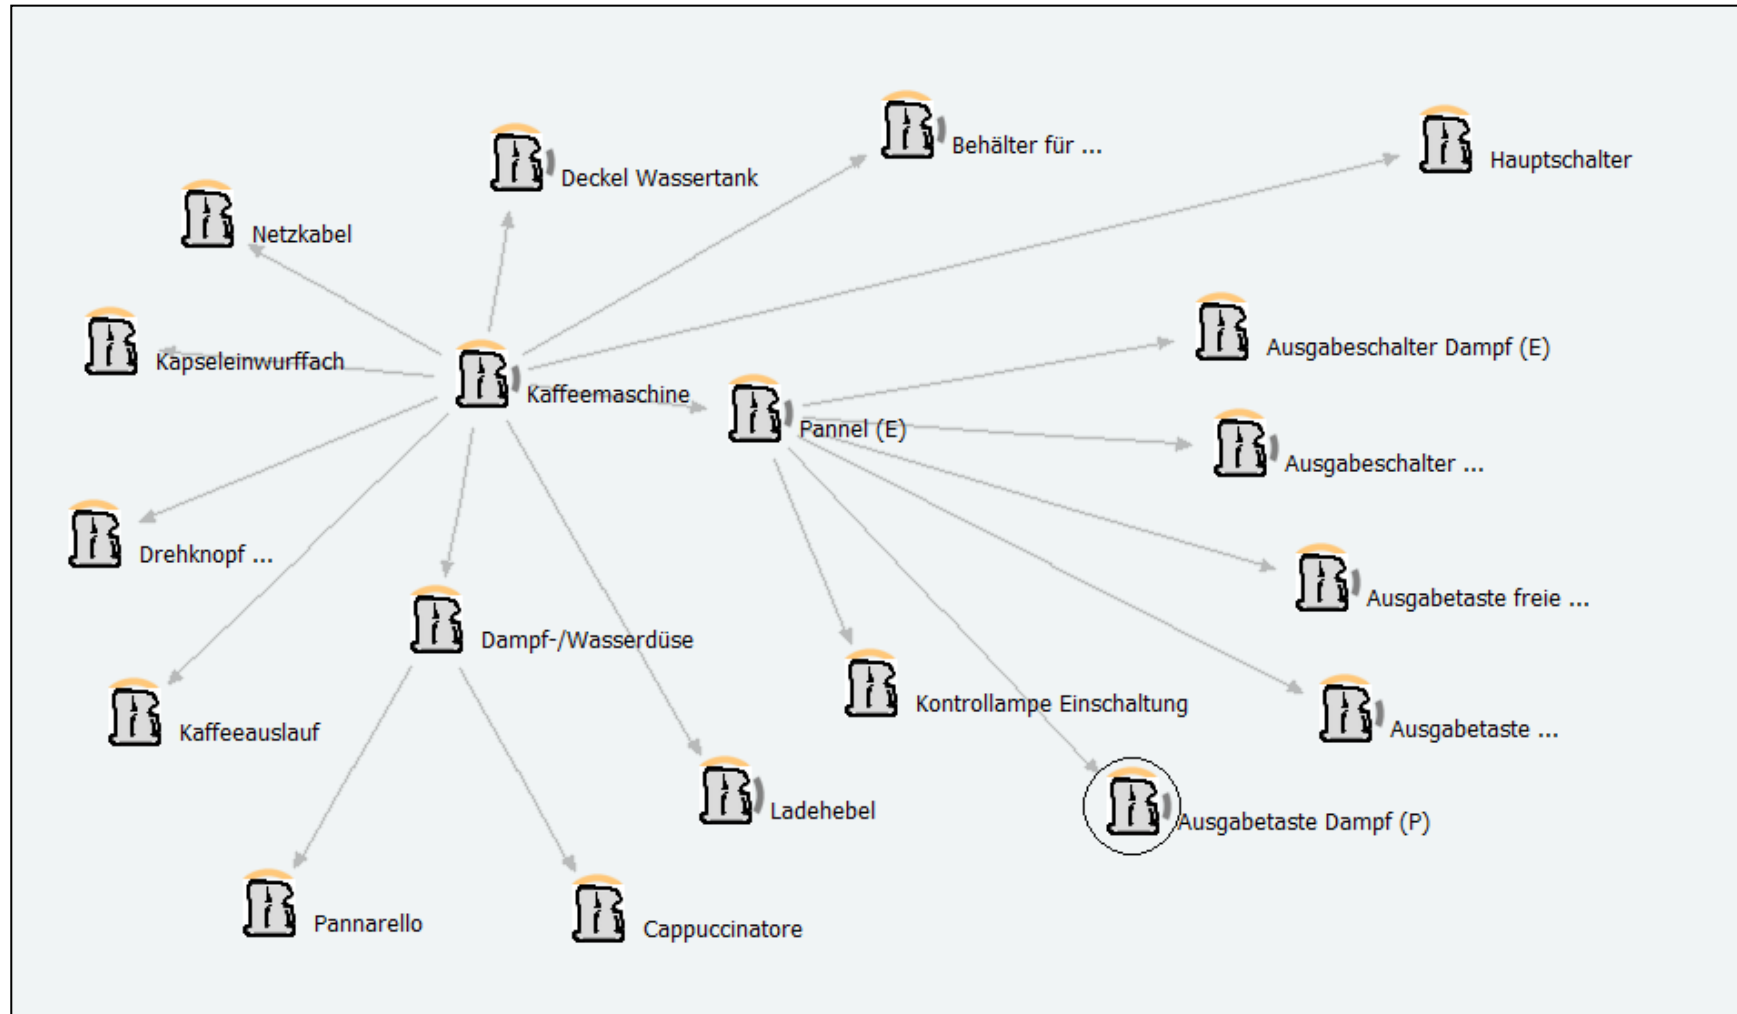 Behälter für ...
Hauptschalter
Deckel Wassertank
Netzkabel
Ausgabeschalter Dampf (E)
Kapseleinwurffach
Kaffeemaschine
Pannel (E)
Ausgabeschalter ...
Drehknopf ...
Ausgabetaste freie ...
Dampf-/Wasserdüse
Kontrollampe Einschaltung
Ausgabetaste ...
Kaffeeauslauf
Ladehebel
Ausgabetaste Dampf (P)
Pannarello
Cappuccinatore